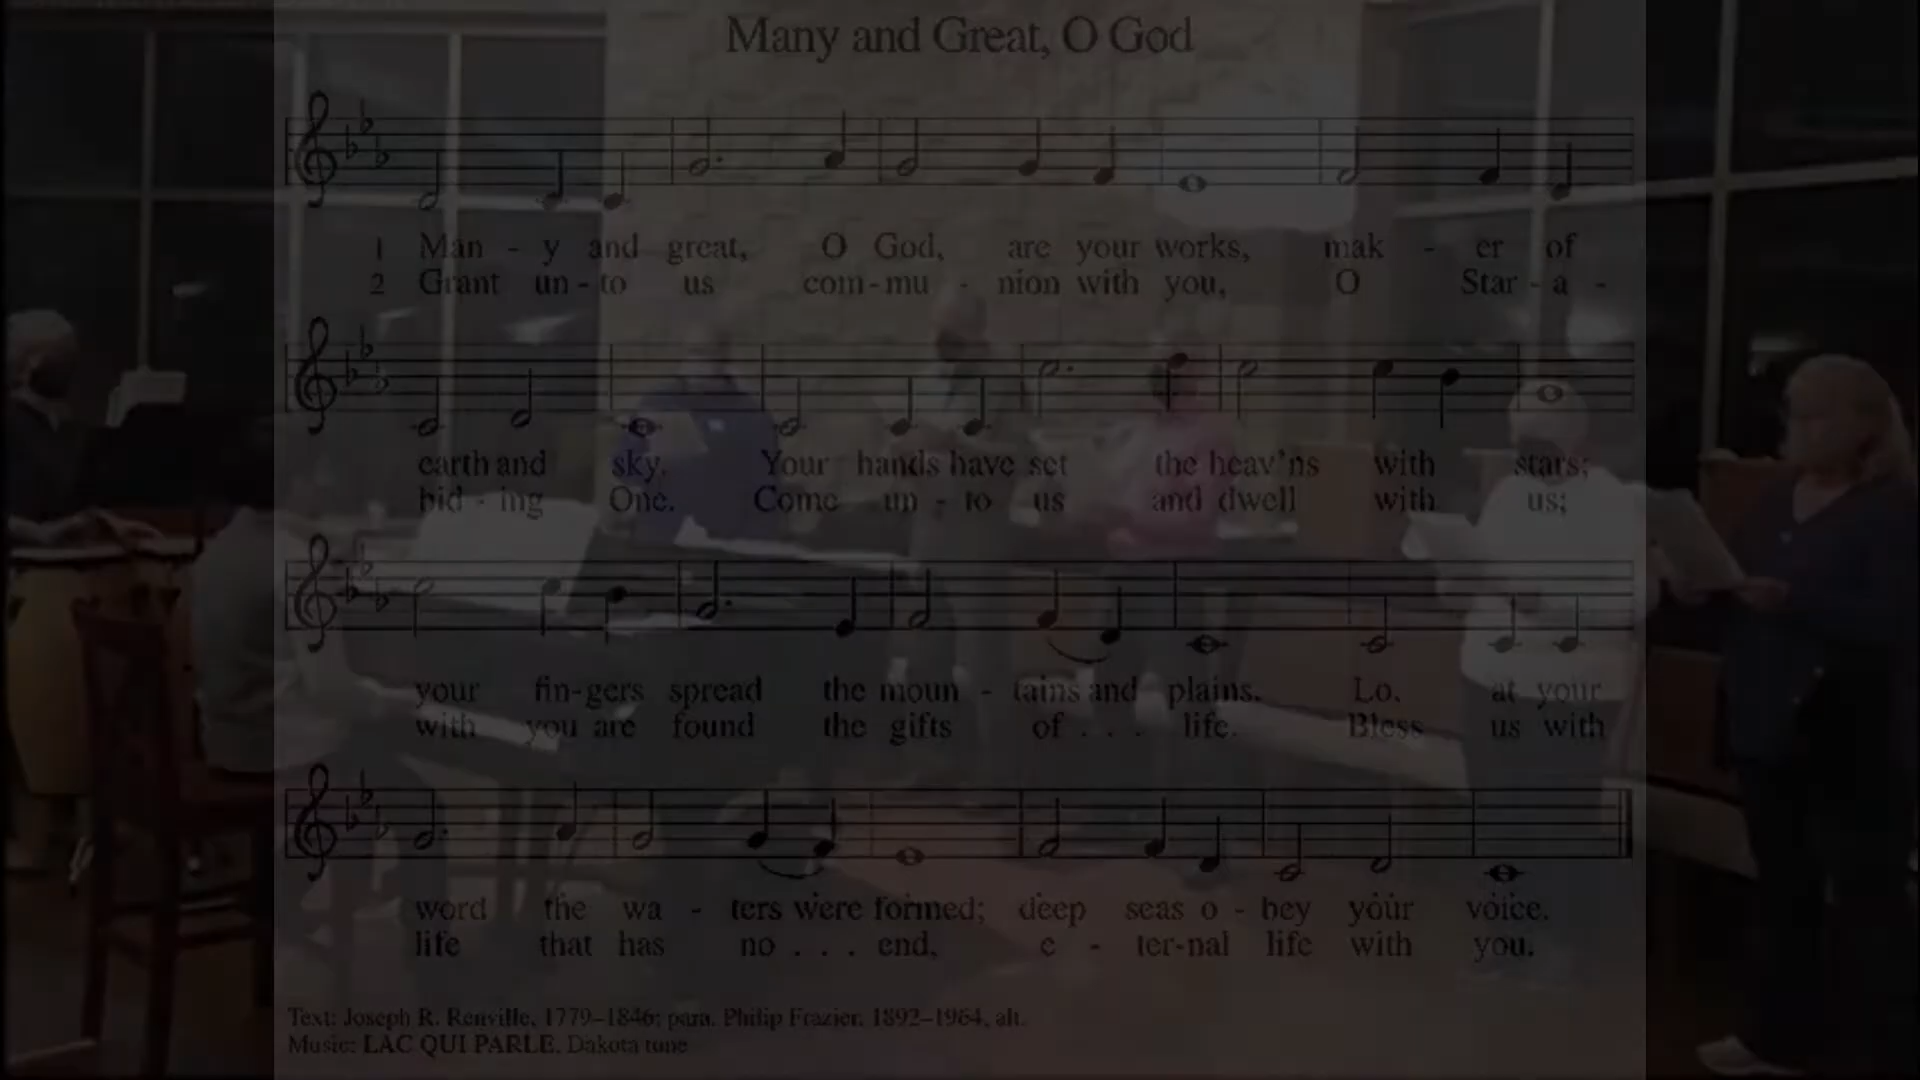 Many and Great, O God
1 Man - y and great, O God, are your works, mak - er of
2 Grant un - to us com - mu - nion with you, O Star - a -
earth and sky. Your hands have set the heav'ns with stars;
bid - ing One. Come un - to us and dwell with us;
your fin - gers spread the moun - tains and plains. Lo, at your
with you are found the gifts of . . . life. Bless us with
word the wa - ters were formed; deep seas o - bey your voice.
life that has no . . . end, e - ter - nal life with you.
Text: Joseph R. Renville, 1779–1846; para. Philip Frazier, 1892–1964, alt.
Music: LAC QUI PARLE, Dakota tune